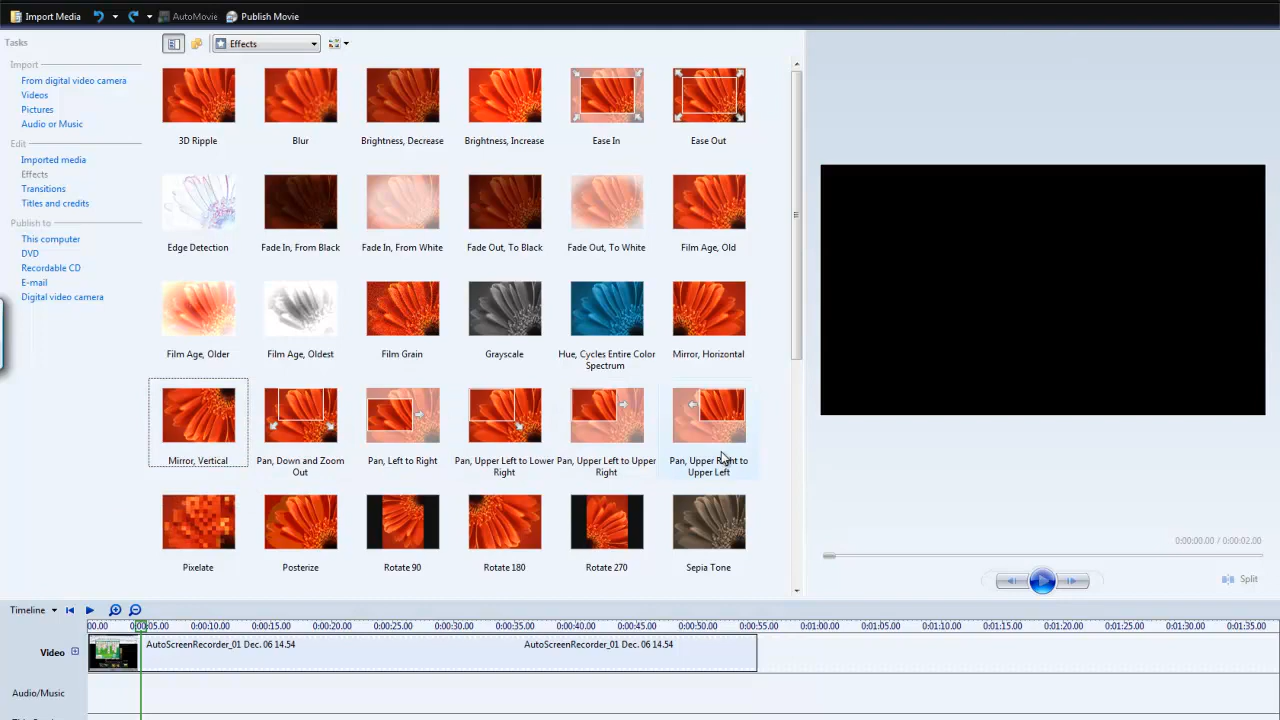 Import Media
AutoMovie
Publish Movie
Tasks
Effects
Import
From digital video camera
Videos
Pictures
Audio or Music
Edit
Imported media
Effects
Transitions
Titles and credits
Publish to
This computer
DVD
Recordable CD
E-mail
Digital video camera
3D Ripple
Blur
Brightness, Decrease
Brightness, Increase
Ease In
Ease Out
Edge Detection
Fade In, From Black
Fade In, From White
Fade Out, To Black
Fade Out, To White
Film Age, Old
Film Age, Older
Film Age, Oldest
Film Grain
Grayscale
Hue, Cycles Entire Color
Spectrum
Mirror, Horizontal
Mirror, Vertical
Pan, Down and Zoom
Out
Pan, Left to Right
Pan, Upper Left to Lower
Right
Pan, Upper Left to Upper
Right
Pan, Upper Right to
Upper Left
Pixelate
Posterize
Rotate 90
Rotate 180
Rotate 270
Sepia Tone
0:00:00.00 / 0:00:02.00
Split
Timeline
00.00 0:00:05.00 0:00:10.00 0:00:15.00 0:00:20.00 0:00:25.00 0:00:30.00 0:00:35.00 0:00:40.00 0:00:45.00 0:00:50.00 0:00:55.00 0:01:00.00 0:01:05.00 0:01:10.00 0:01:15.00 0:01:20.00 0:01:25.00 0:01:30.00 0:01:35.00
Video
AutoScreenRecorder_01 Dec. 06 14.54
AutoScreenRecorder_01 Dec. 06 14.54
Audio/Music